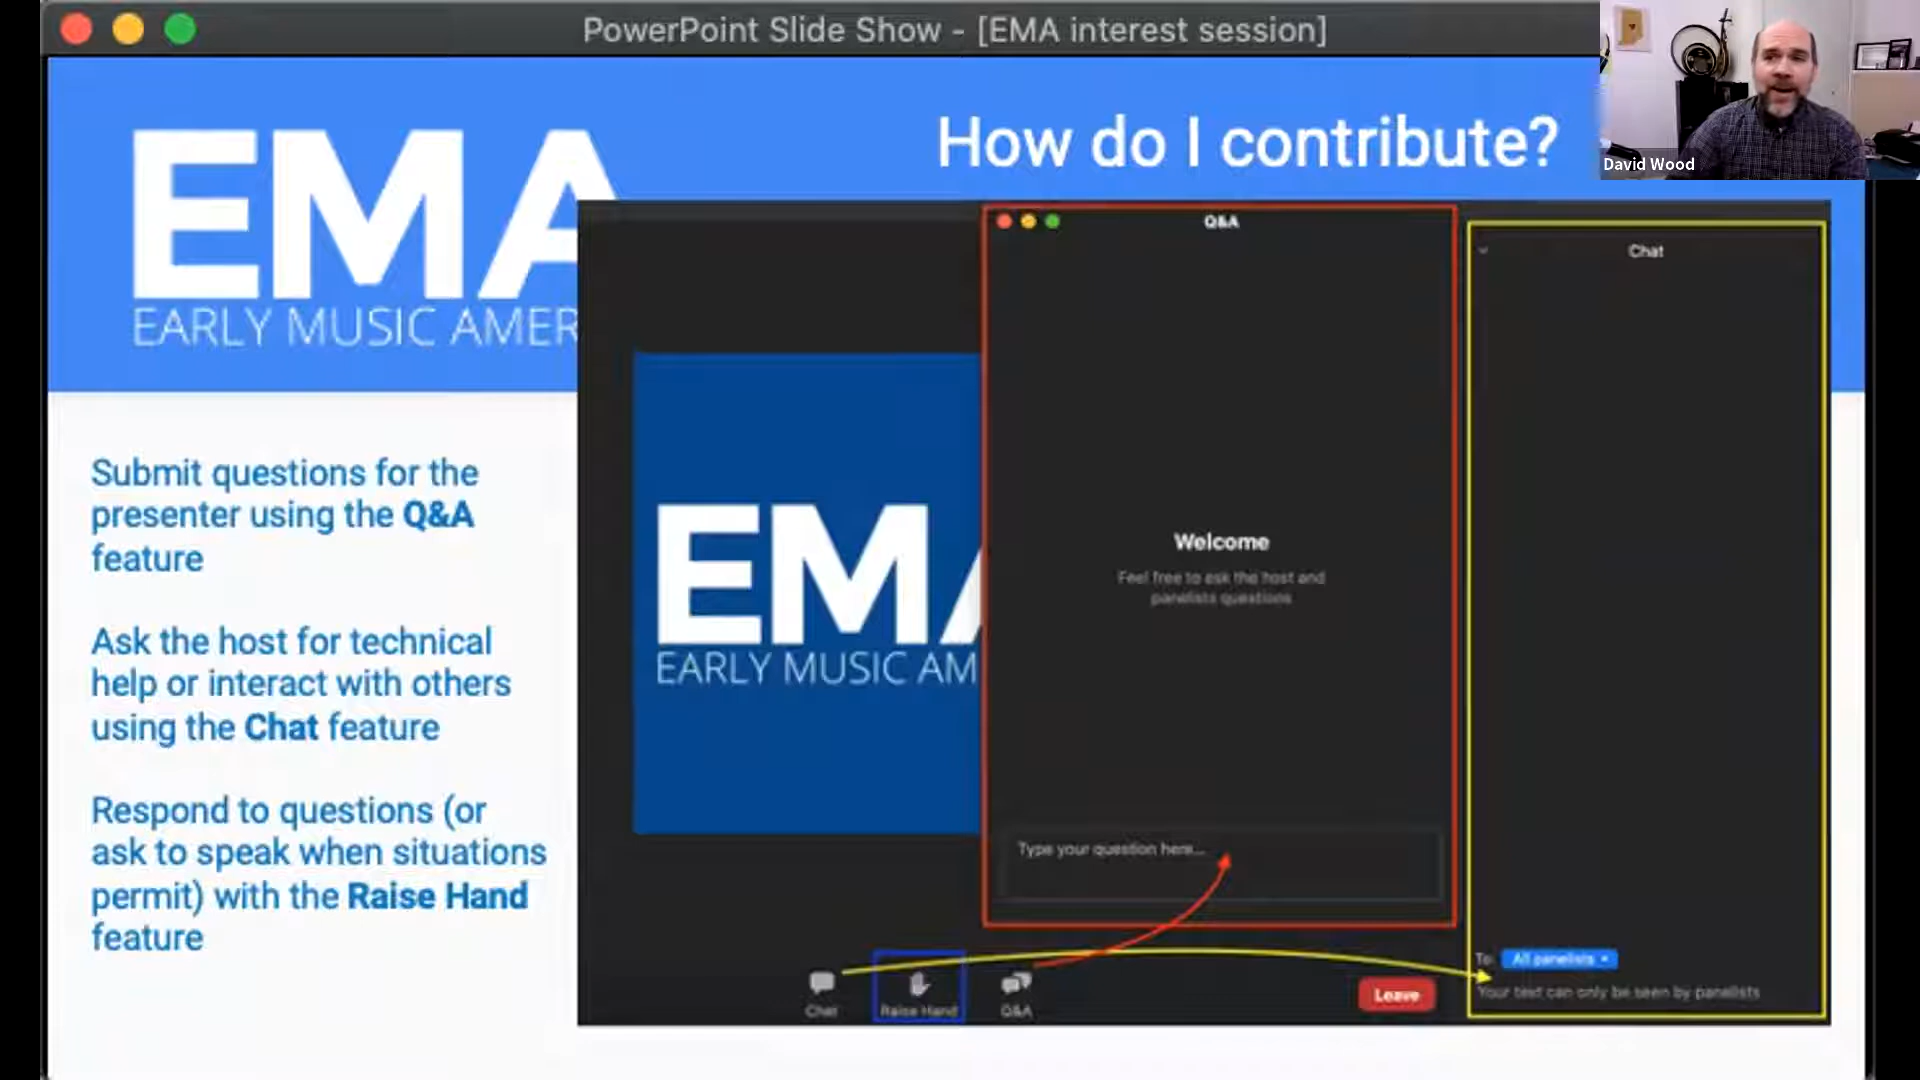 PowerPoint Slide Show - [EMA interest session]
David Wood
How do I contribute?
EMA
EARLY MUSIC AMER
Submit questions for the
presenter using the Q&A
feature
Ask the host for technical
help or interact with others
using the Chat feature
Respond to questions (or
ask to speak when situations
permit) with the Raise Hand
feature
EMA
EARLY MUSIC AM
Q&A
Welcome
Feel free to ask the host and
panelists questions
Type your question here...
Chat
To: All panelists
Your text can only be seen by panelists
Chat
Raise Hand
Q&A
Leave